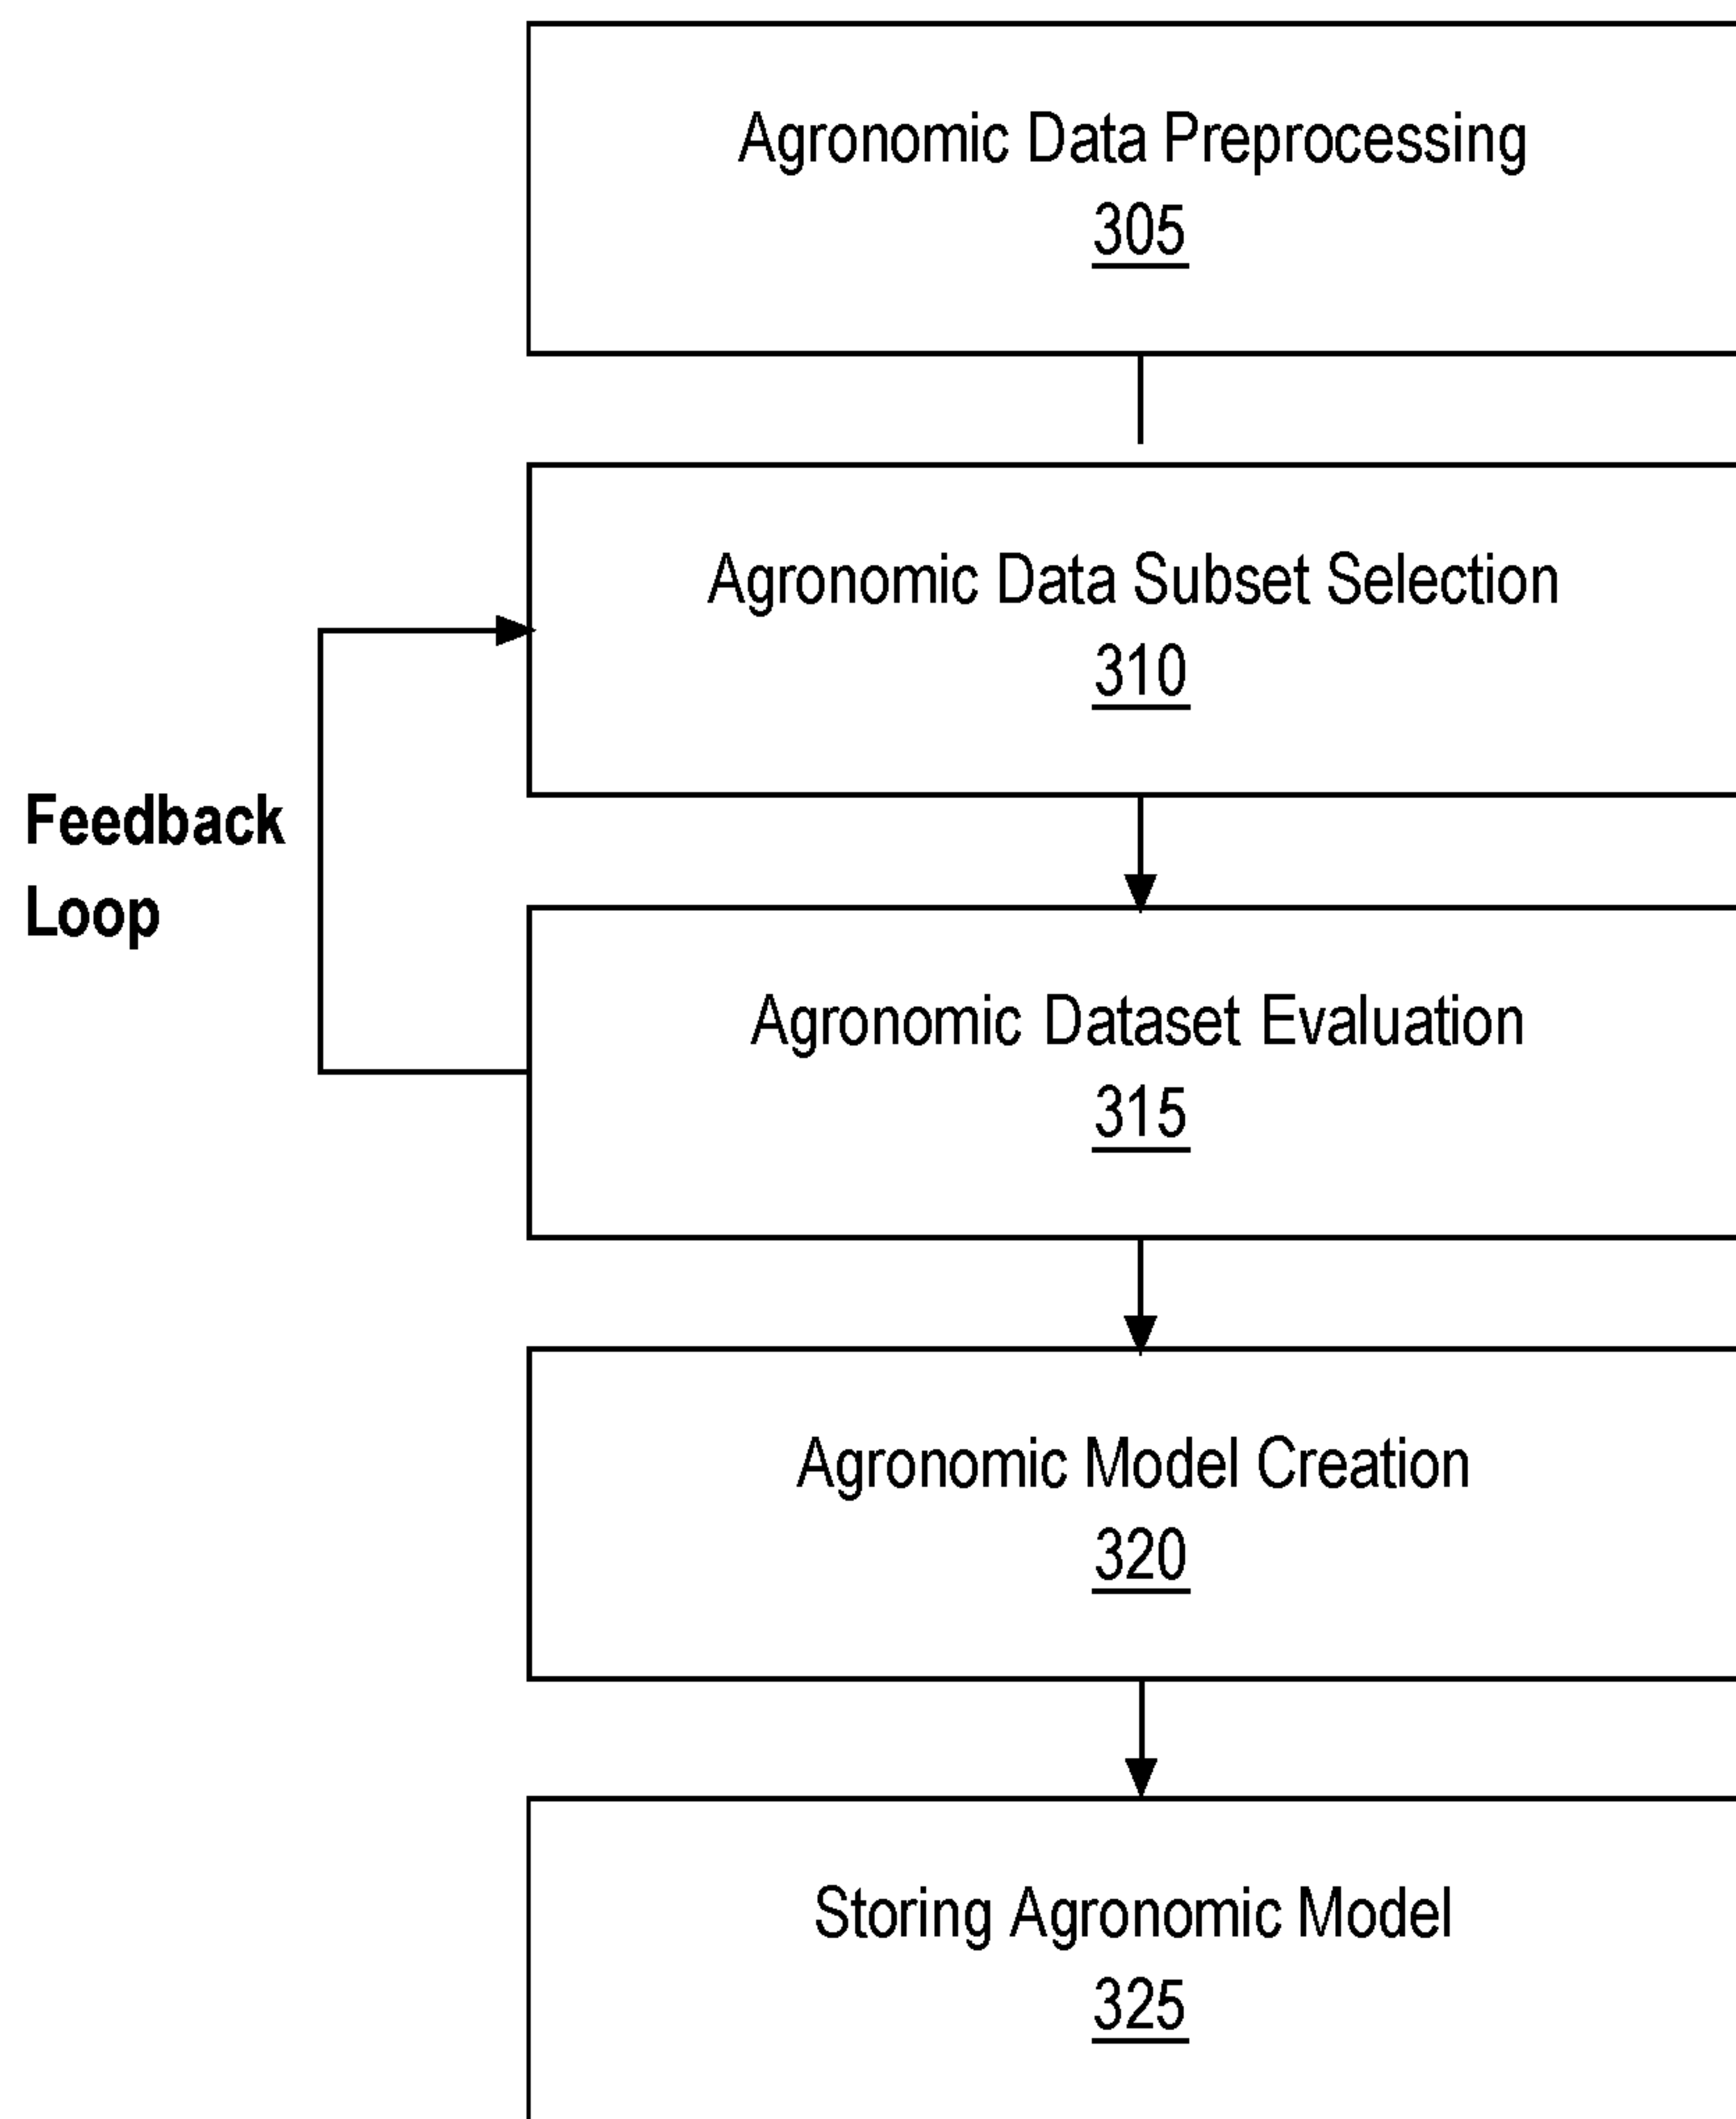 Agronomic Data Preprocessing
305
Agronomic Data Subset Selection
310
Feedback
Loop
Agronomic Dataset Evaluation
315
Agronomic Model Creation
320
Storing Agronomic Model
325